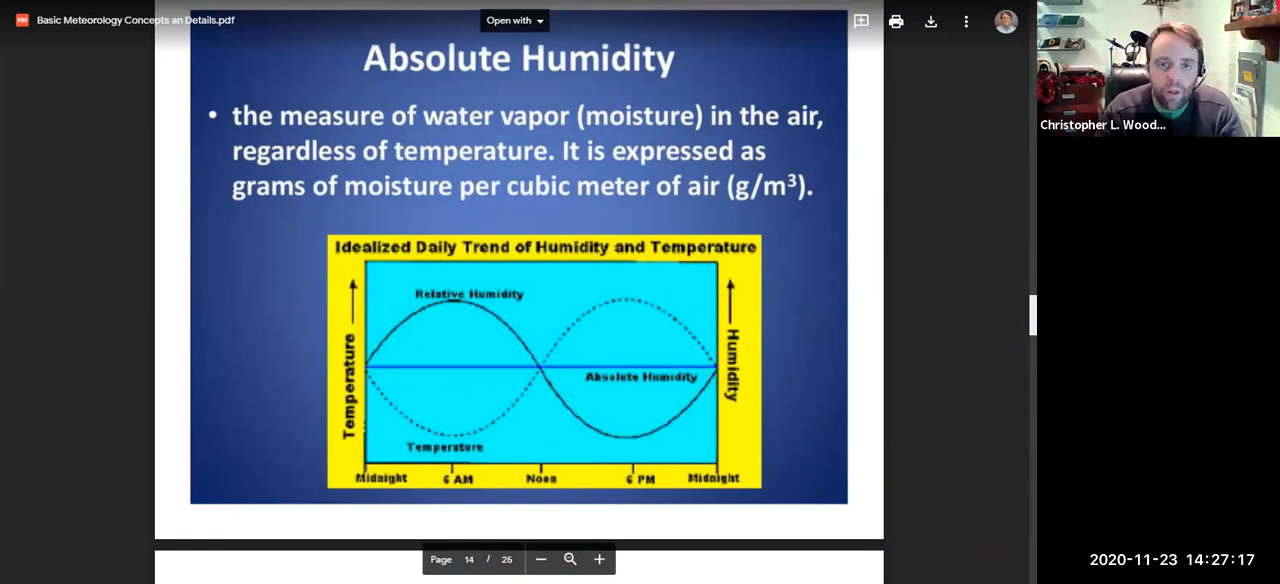 Basic Meteorology Concepts an Details.pdf
Open with
Absolute Humidity
• the measure of water vapor (moisture) in the air,
regardless of temperature. It is expressed as
grams of moisture per cubic meter of air (g/m³).
Idealized Daily Trend of Humidity and Temperature
Relative Humidity
Temperature
Humidity
Absolute Humidity
Temperature
Midnight 6 AM Noon 6 PM Midnight
Page 14 / 25
Christopher L. Wood...
2020-11-23 14:27:17